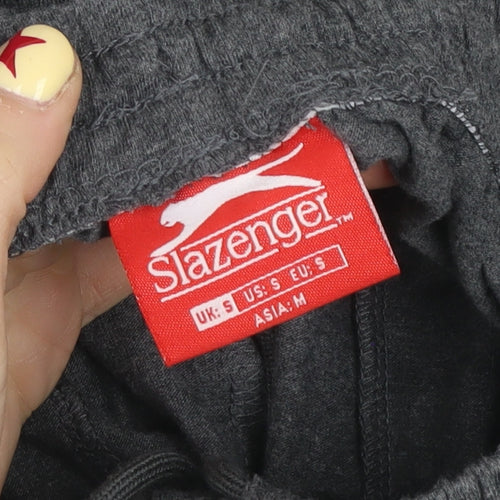 Slazenger™
UK: S US: S EU: S
ASIA: M